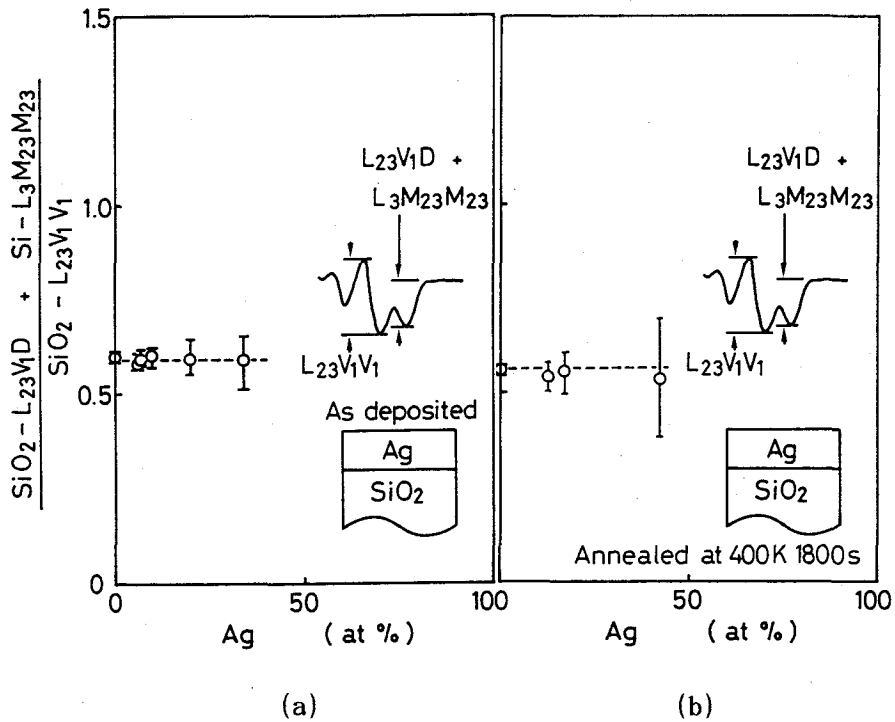 SiO₂-L₂₃V₁D + Si-L₃M₂₃M₂₃
SiO₂-L₂₃V₁V₁
1.5
1.0
0.5
0
L₂₃V₁D +
L₃M₂₃M₂₃
L₂₃V₁V₁
As deposited
Ag
SiO₂
0 50 100
Ag (at %)
(a)
L₂₃V₁D +
L₃M₂₃M₂₃
L₂₃V₁V₁
Ag
SiO₂
Annealed at 400K 1800s
50 100
Ag (at %)
(b)